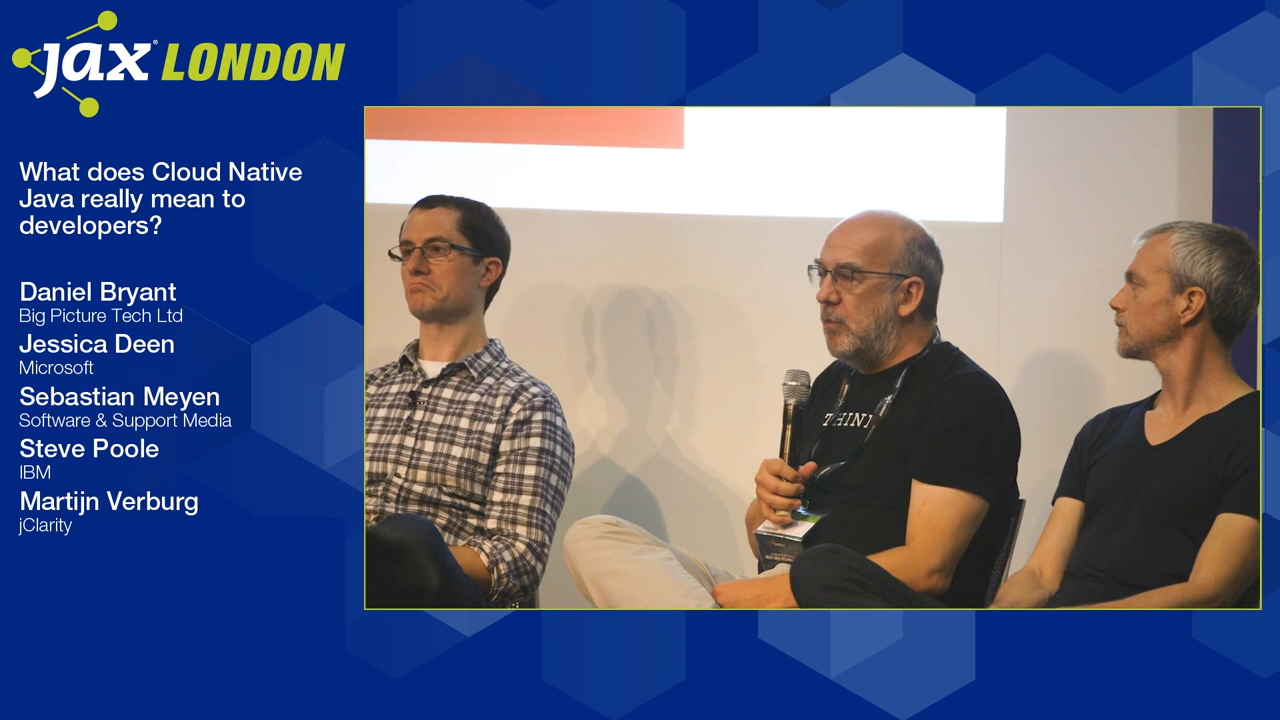 jax LONDON
What does Cloud Native
Java really mean to
developers?
Daniel Bryant
Big Picture Tech Ltd
Jessica Deen
Microsoft
Sebastian Meyen
Software & Support Media
Steve Poole
IBM
Martijn Verburg
jClarity